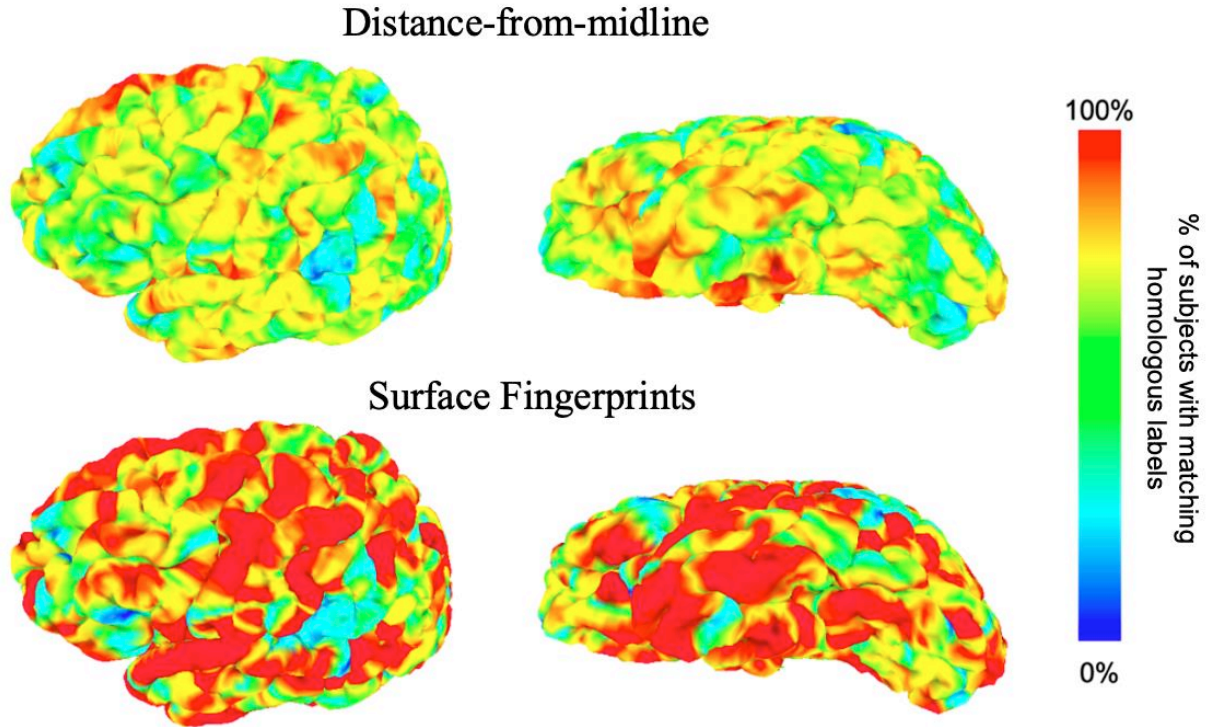 Distance-from-midline
Surface Fingerprints
100%
% of subjects with matching
homologous labels
0%